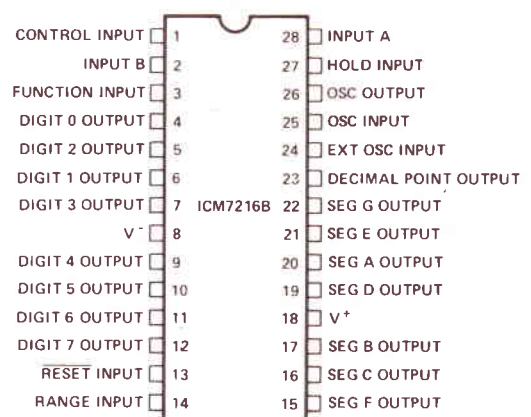 CONTROL INPUT 1 28 INPUT A
INPUT B 2 27 HOLD INPUT
FUNCTION INPUT 3 26 OSC OUTPUT
DIGIT 0 OUTPUT 4 25 OSC INPUT
DIGIT 2 OUTPUT 5 24 EXT OSC INPUT
DIGIT 1 OUTPUT 6 23 DECIMAL POINT OUTPUT
DIGIT 3 OUTPUT 7 ICM7216B 22 SEG G OUTPUT
V- 8 21 SEG E OUTPUT
DIGIT 4 OUTPUT 9 20 SEG A OUTPUT
DIGIT 5 OUTPUT 10 19 SEG D OUTPUT
DIGIT 6 OUTPUT 11 18 V+
DIGIT 7 OUTPUT 12 17 SEG B OUTPUT
RESET INPUT 13 16 SEG C OUTPUT
RANGE INPUT 14 15 SEG F OUTPUT